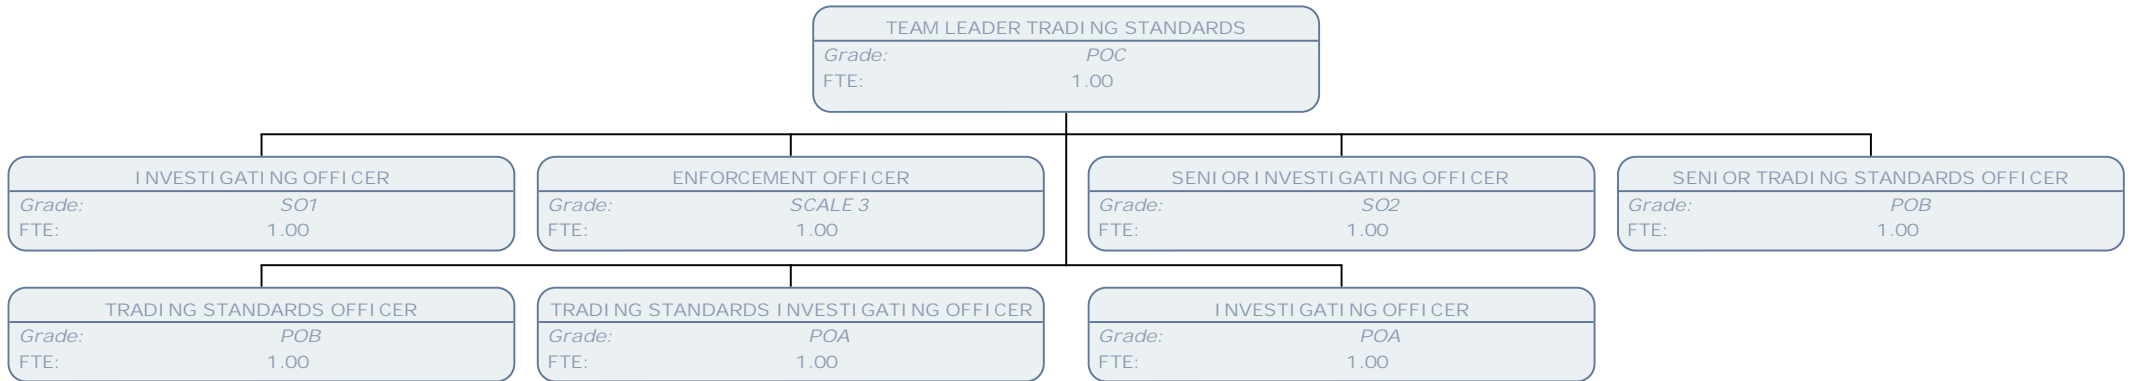 TEAM LEADER TRADING STANDARDS
Grade: POC
FTE: 1.00
INVESTIGATING OFFICER
Grade: SO1
FTE: 1.00
ENFORCEMENT OFFICER
Grade: SCALE 3
FTE: 1.00
SENIOR INVESTIGATING OFFICER
Grade: SO2
FTE: 1.00
SENIOR TRADING STANDARDS OFFICER
Grade: POB
FTE: 1.00
TRADING STANDARDS OFFICER
Grade: POB
FTE: 1.00
TRADING STANDARDS INVESTIGATING OFFICER
Grade: POA
FTE: 1.00
INVESTIGATING OFFICER
Grade: POA
FTE: 1.00